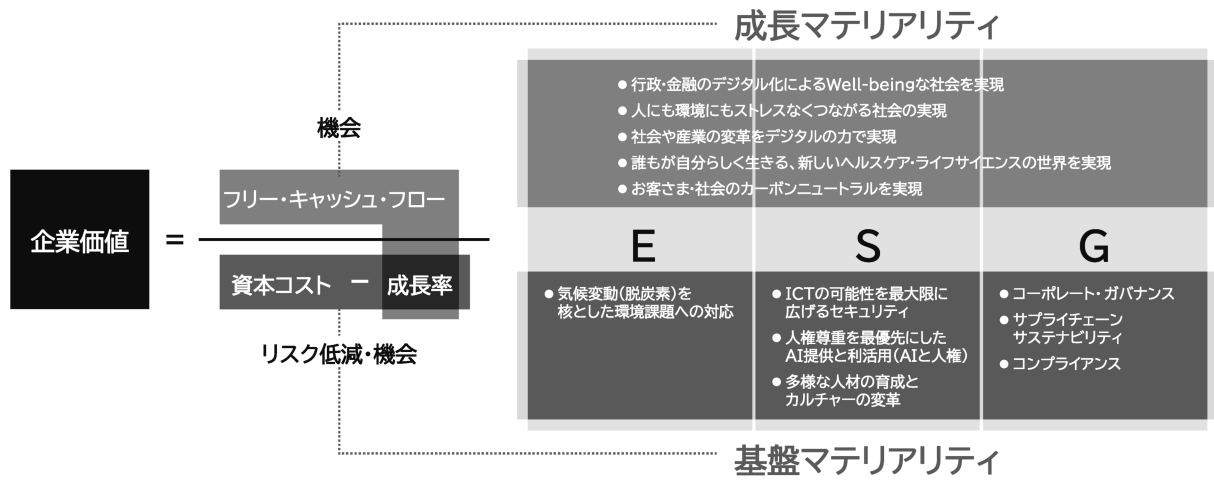 成長マテリアリティ
機会
フリー・キャッシュ・フロー
企業価値
=
資本コスト − 成長率
リスク低減・機会
● 行政・金融のデジタル化によるWell-beingな社会を実現
● 人にも環境にもストレスなくつながる社会の実現
● 社会や産業の変革をデジタルの力で実現
● 誰もが自分らしく生きる、新しいヘルスケア・ライフサイエンスの世界を実現
● お客さま・社会のカーボンニュートラルを実現
E
S
G
● 気候変動(脱炭素)を
核とした環境課題への対応
● ICTの可能性を最大限に
広げるセキュリティ
● 人権尊重を最優先にした
AI提供と利活用(AIと人権)
● 多様な人材の育成と
カルチャーの変革
● コーポレート・ガバナンス
● サプライチェーン
サステナビリティ
● コンプライアンス
基盤マテリアリティ